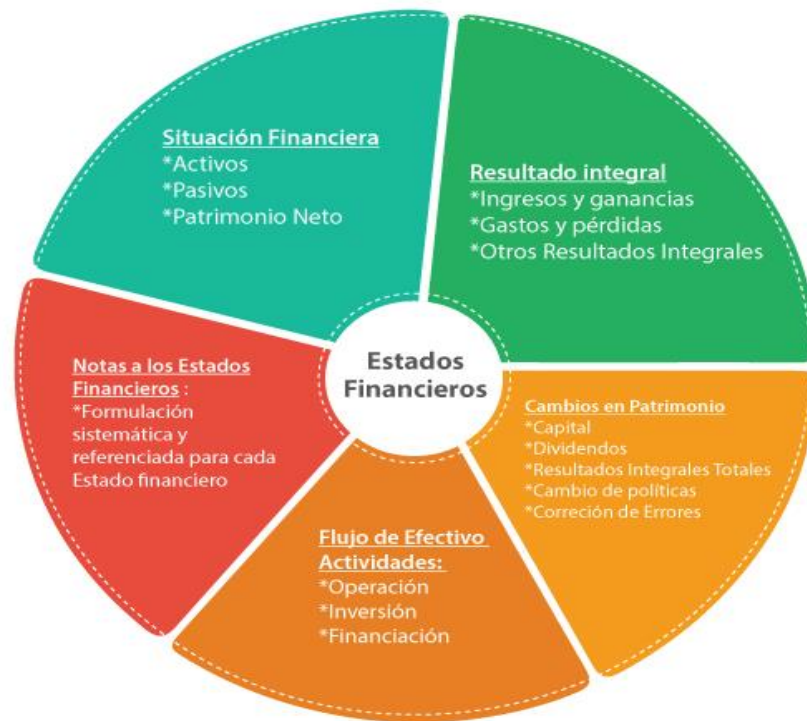 Situación Financiera
*Activos
*Pasivos
*Patrimonio Neto
Resultado integral
*Ingresos y ganancias
*Gastos y pérdidas
*Otros Resultados Integrales
Notas a los Estados
Financieros :
*Formulación
sistemática y
referenciada para cada
Estado financiero
Estados
Financieros
Cambios en Patrimonio
*Capital
*Dividendos
*Resultados Integrales Totales
*Cambio de políticas
*Correción de Errores
Flujo de Efectivo
Actividades:
*Operación
*Inversión
*Financiación